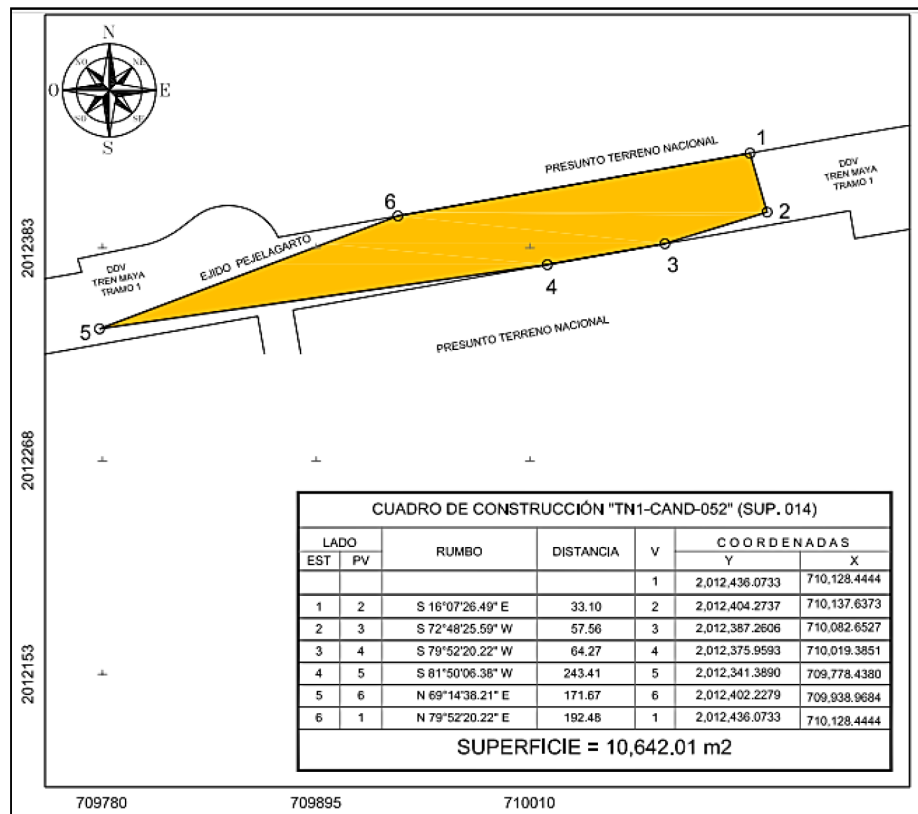 N
NO NE
O E
SO SE
S
1
PRESUNTO TERRENO NACIONAL
DDV
TREN MAYA
TRAMO 1
6
2
2012383
EJIDO PEJELAGARTO
3
DDV
TREN MAYA
TRAMO 1
4
5
PRESUNTO TERRENO NACIONAL
2012268
CUADRO DE CONSTRUCCIÓN "TN1-CAND-052" (SUP. 014)
LADO RUMBO DISTANCIA V COORDENADAS
EST PV Y X
1 2,012,436.0733 710,128.4444
1 2 S 16°07'26.49" E 33.10 2 2,012,404.2737 710,137.6373
2 3 S 72°48'25.59" W 57.56 3 2,012,387.2606 710,082.6527
3 4 S 79°52'20.22" W 64.27 4 2,012,375.9593 710,019.3851
4 5 S 81°50'06.38" W 243.41 5 2,012,341.3890 709,778.4380
5 6 N 69°14'38.21" E 171.67 6 2,012,402.2279 709,938.9684
6 1 N 79°52'20.22" E 192.48 1 2,012,436.0733 710,128.4444
SUPERFICIE = 10,642.01 m2
2012153
709780 709895 710010